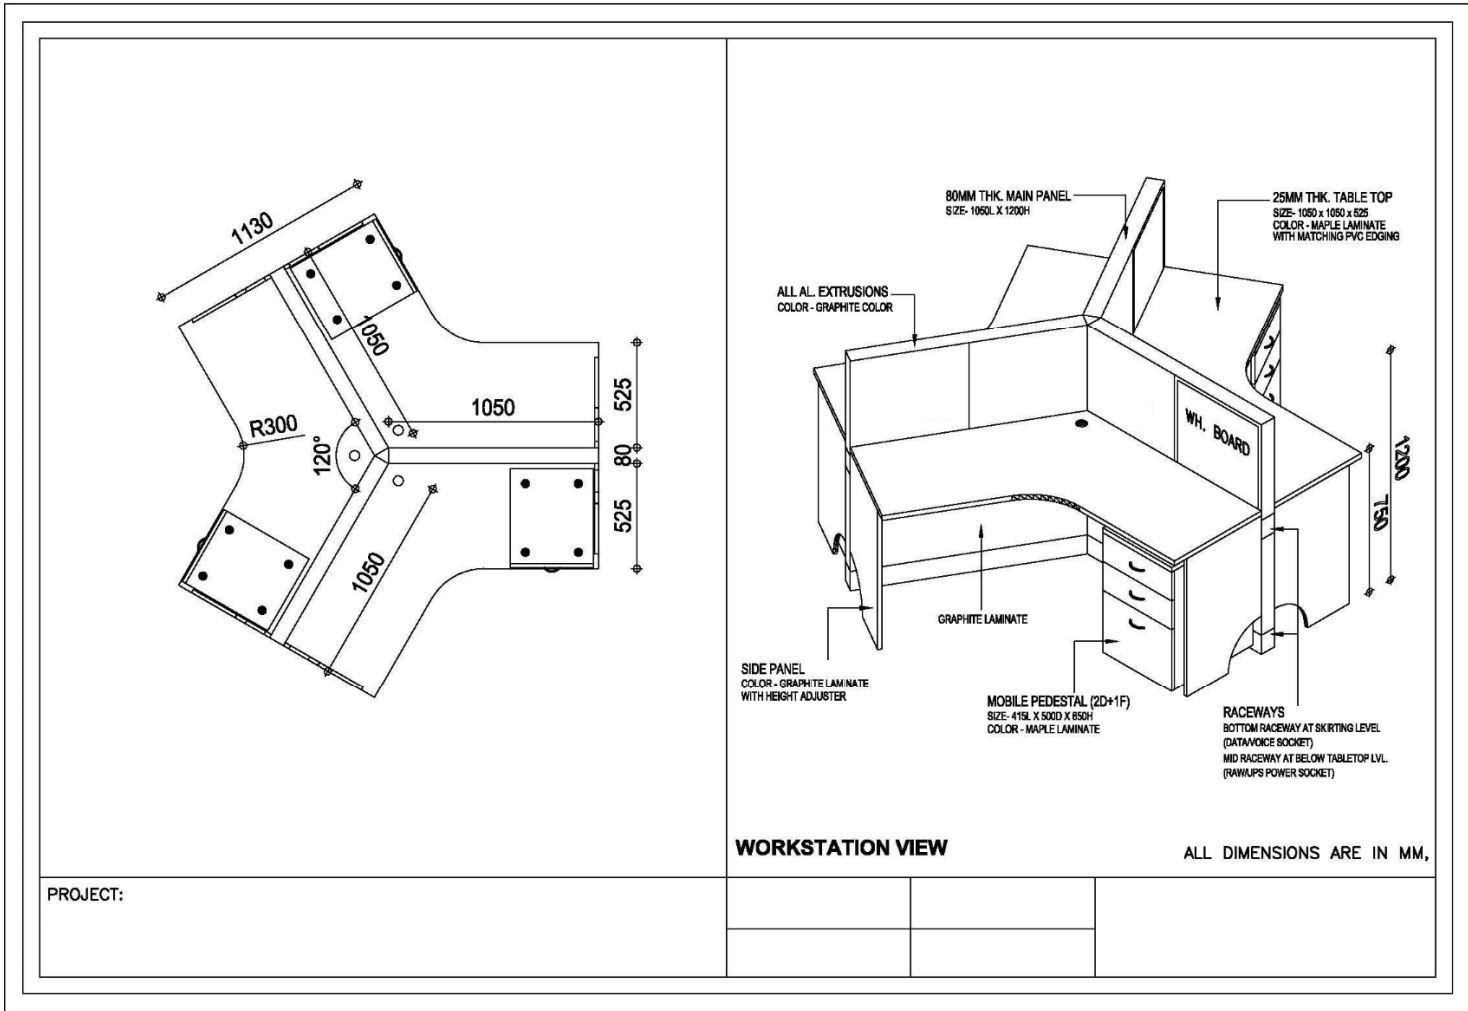 1130
1050
1050
525
80
525
R300
120°
1050
80MM THK. MAIN PANEL
SIZE- 1050L X 1200H
25MM THK. TABLE TOP
SIZE- 1050 x 1050 x 525
COLOR - MAPLE LAMINATE
WITH MATCHING PVC EDGING
ALL AL. EXTRUSIONS
COLOR - GRAPHITE COLOR
WH. BOARD
1200
750
GRAPHITE LAMINATE
SIDE PANEL
COLOR - GRAPHITE LAMINATE
WITH HEIGHT ADJUSTER
MOBILE PEDESTAL (2D+1F)
SIZE- 415L X 500D X 650H
COLOR - MAPLE LAMINATE
RACEWAYS
BOTTOM RACEWAY AT SKIRTING LEVEL
(DATA/VOICE SOCKET)
MID RACEWAY AT BELOW TABLETOP LVL.
(RAW/UPS POWER SOCKET)
WORKSTATION VIEW
ALL DIMENSIONS ARE IN MM,
PROJECT: